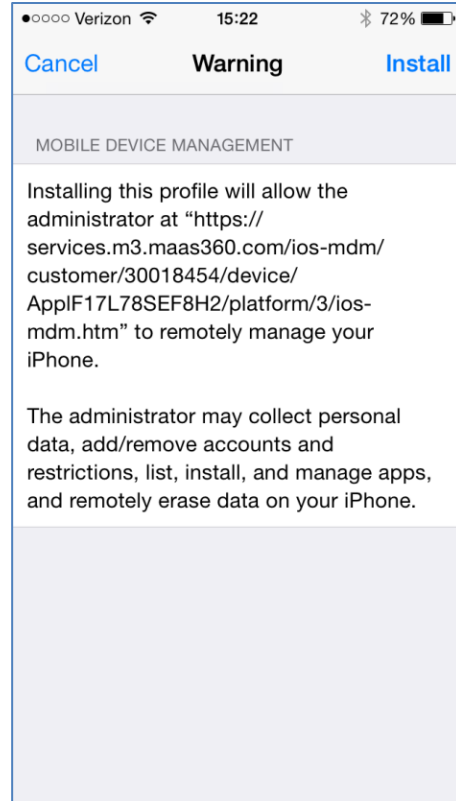 ●○○○○ Verizon 15:22 72%
Cancel Warning Install
MOBILE DEVICE MANAGEMENT
Installing this profile will allow the
administrator at “https://
services.m3.maas360.com/ios-mdm/
customer/30018454/device/
ApplF17L78SEF8H2/platform/3/ios-
mdm.htm” to remotely manage your
iPhone.
The administrator may collect personal
data, add/remove accounts and
restrictions, list, install, and manage apps,
and remotely erase data on your iPhone.